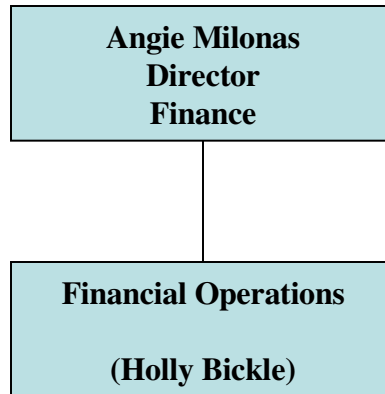 Angie Milonas
Director
Finance
Financial Operations
(Holly Bickle)